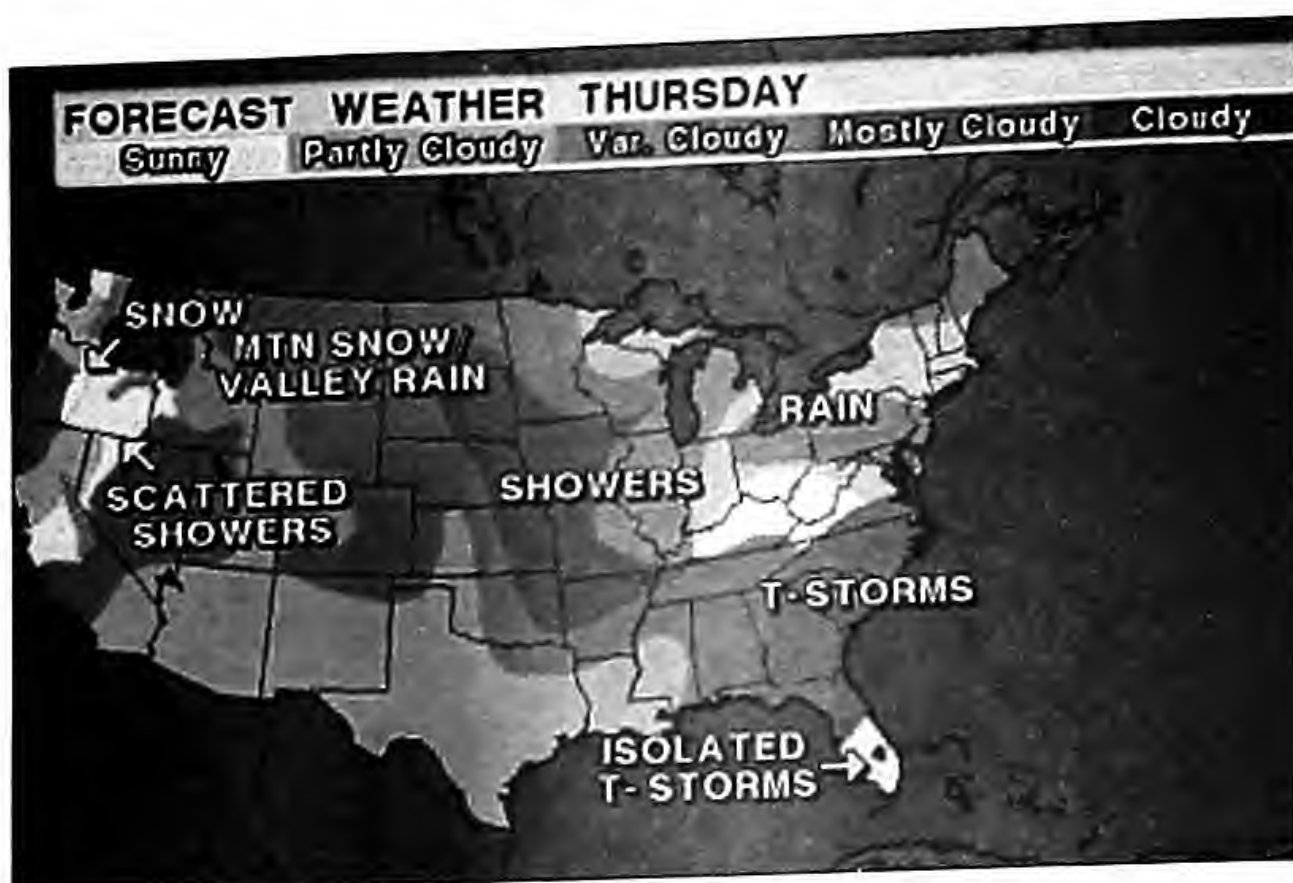 FORECAST WEATHER THURSDAY
Sunny Partly Cloudy Var. Cloudy Mostly Cloudy Cloudy
SNOW
MTN SNOW/
VALLEY RAIN
RAIN
SHOWERS
SCATTERED
SHOWERS
T-STORMS
ISOLATED
T-STORMS